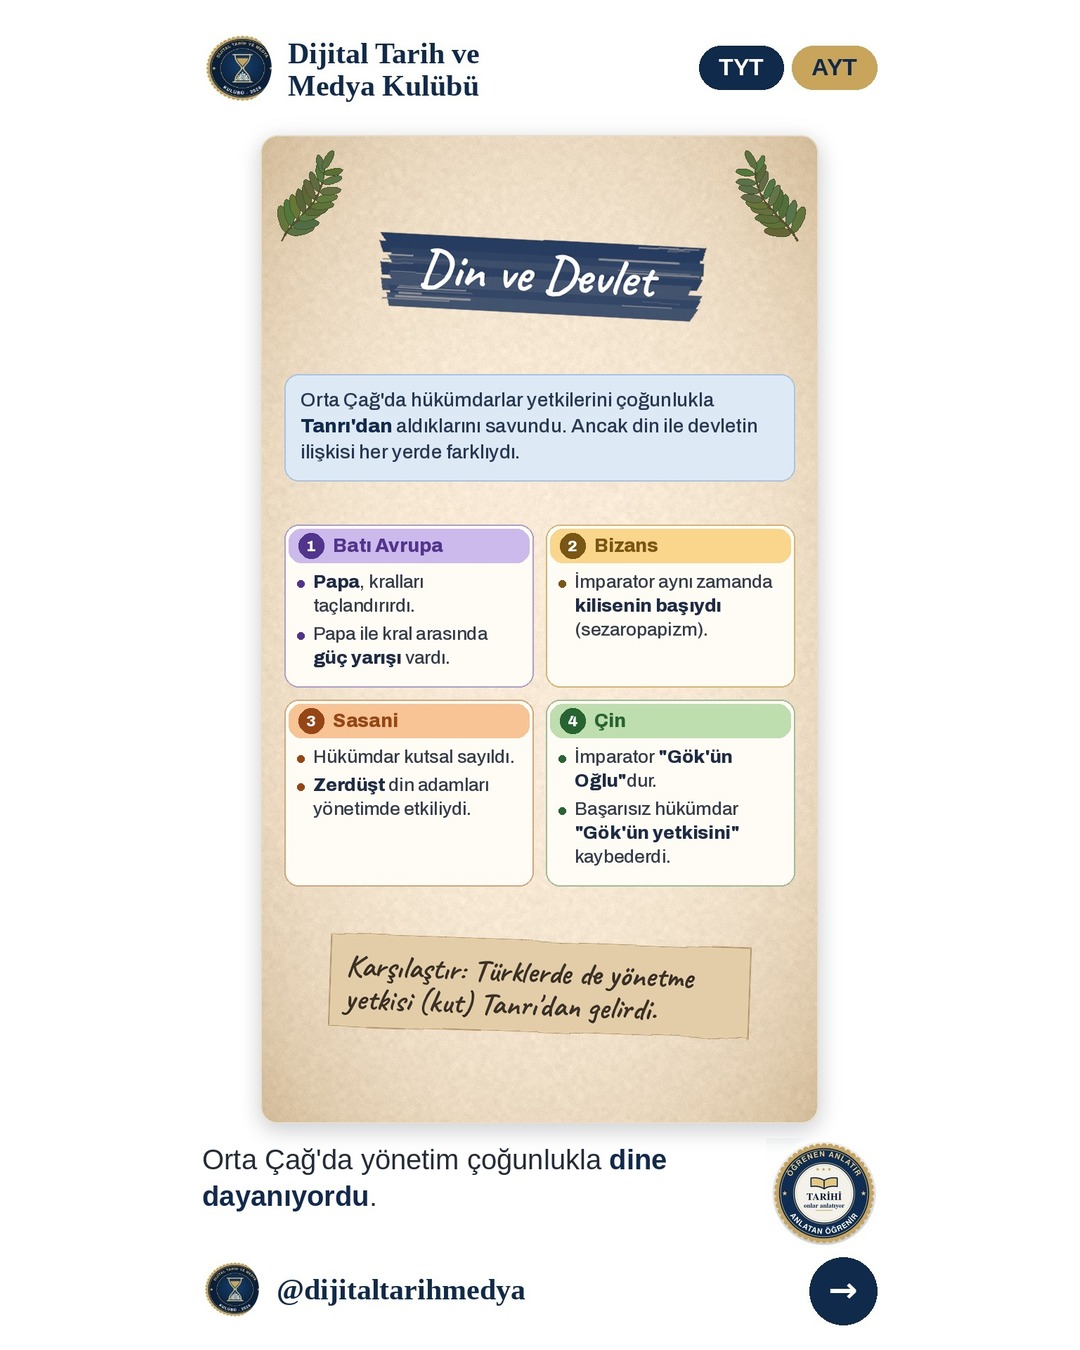 Dijital Tarih ve
Medya Kulübü
TYT
AYT
Din ve Devlet
Orta Çağ'da hükümdarlar yetkilerini çoğunlukla
Tanrı'dan aldıklarını savundu. Ancak din ile devletin
ilişkisi her yerde farklıydı.
1 Batı Avrupa
Papa, kralları
taçlandırırdı.
Papa ile kral arasında
güç yarışı vardı.
2 Bizans
İmparator aynı zamanda
kilisenin başıydı
(sezaropapizm).
3 Sasani
Hükümdar kutsal sayıldı.
Zerdüşt din adamları
yönetimde etkiliydi.
4 Çin
İmparator "Gök'ün
Oğlu"dur.
Başarısız hükümdar
"Gök'ün yetkisini"
kaybederdi.
Karşılaştır: Türklerde de yönetme
yetkisi (kut) Tanrı'dan gelirdi.
Orta Çağ'da yönetim çoğunlukla dine
dayanıyordu.
ÖĞRENEN ANLATIR
TARİHİ
onlar anlatıyor
ANLATAN ÖĞRENİR
@dijitaltarihmedya